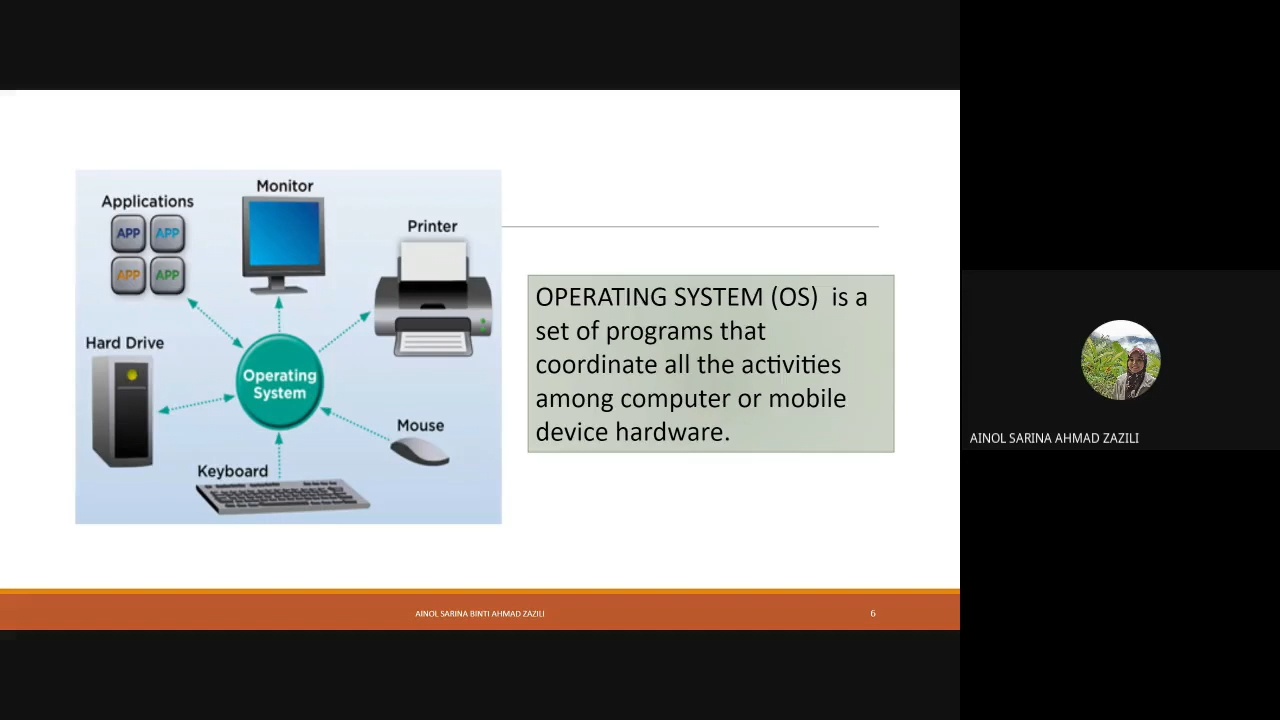 Monitor
Applications
Printer
APP APP
APP APP
Hard Drive
Operating
System
Mouse
Keyboard
OPERATING SYSTEM (OS)  is a
set of programs that
coordinate all the activities
among computer or mobile
device hardware.
AINOL SARINA AHMAD ZAZILI
AINOL SARINA BINTI AHMAD ZAZILI
6